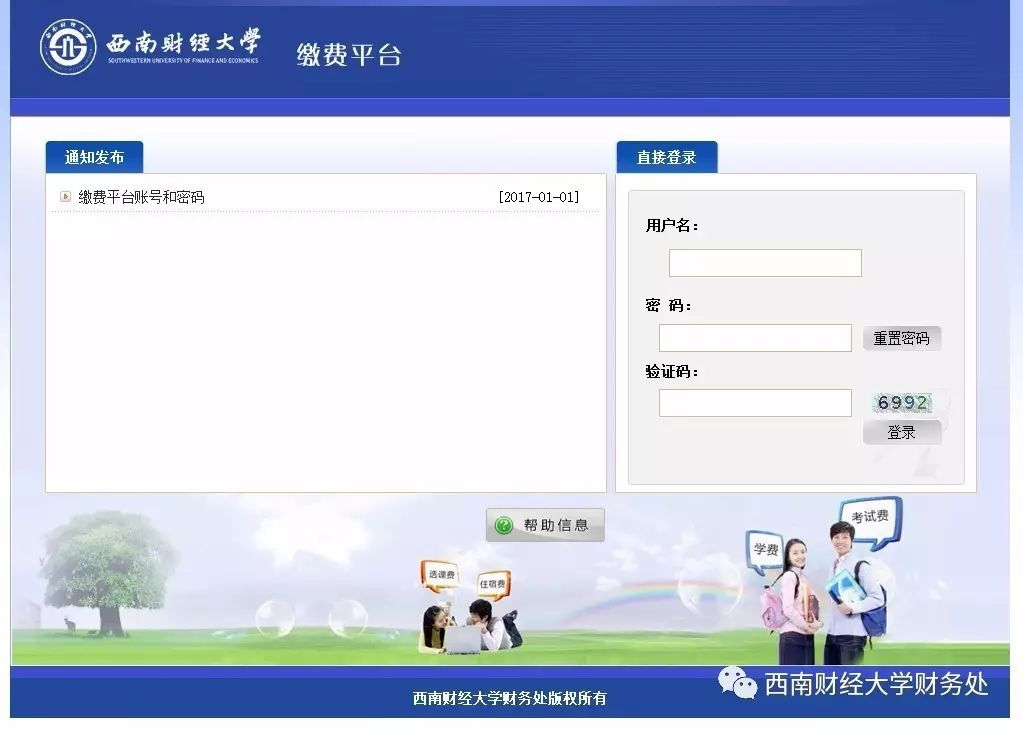 西南财经大学
SOUTHWESTERN UNIVERSITY OF FINANCE AND ECONOMICS
缴费平台
通知发布
缴费平台账号和密码 [2017-01-01]
直接登录
用户名：
密 码：
重置密码
验证码：
6992
登录
帮助信息
选课费
住宿费
学费
考试费
西南财经大学财务处版权所有
西南财经大学财务处